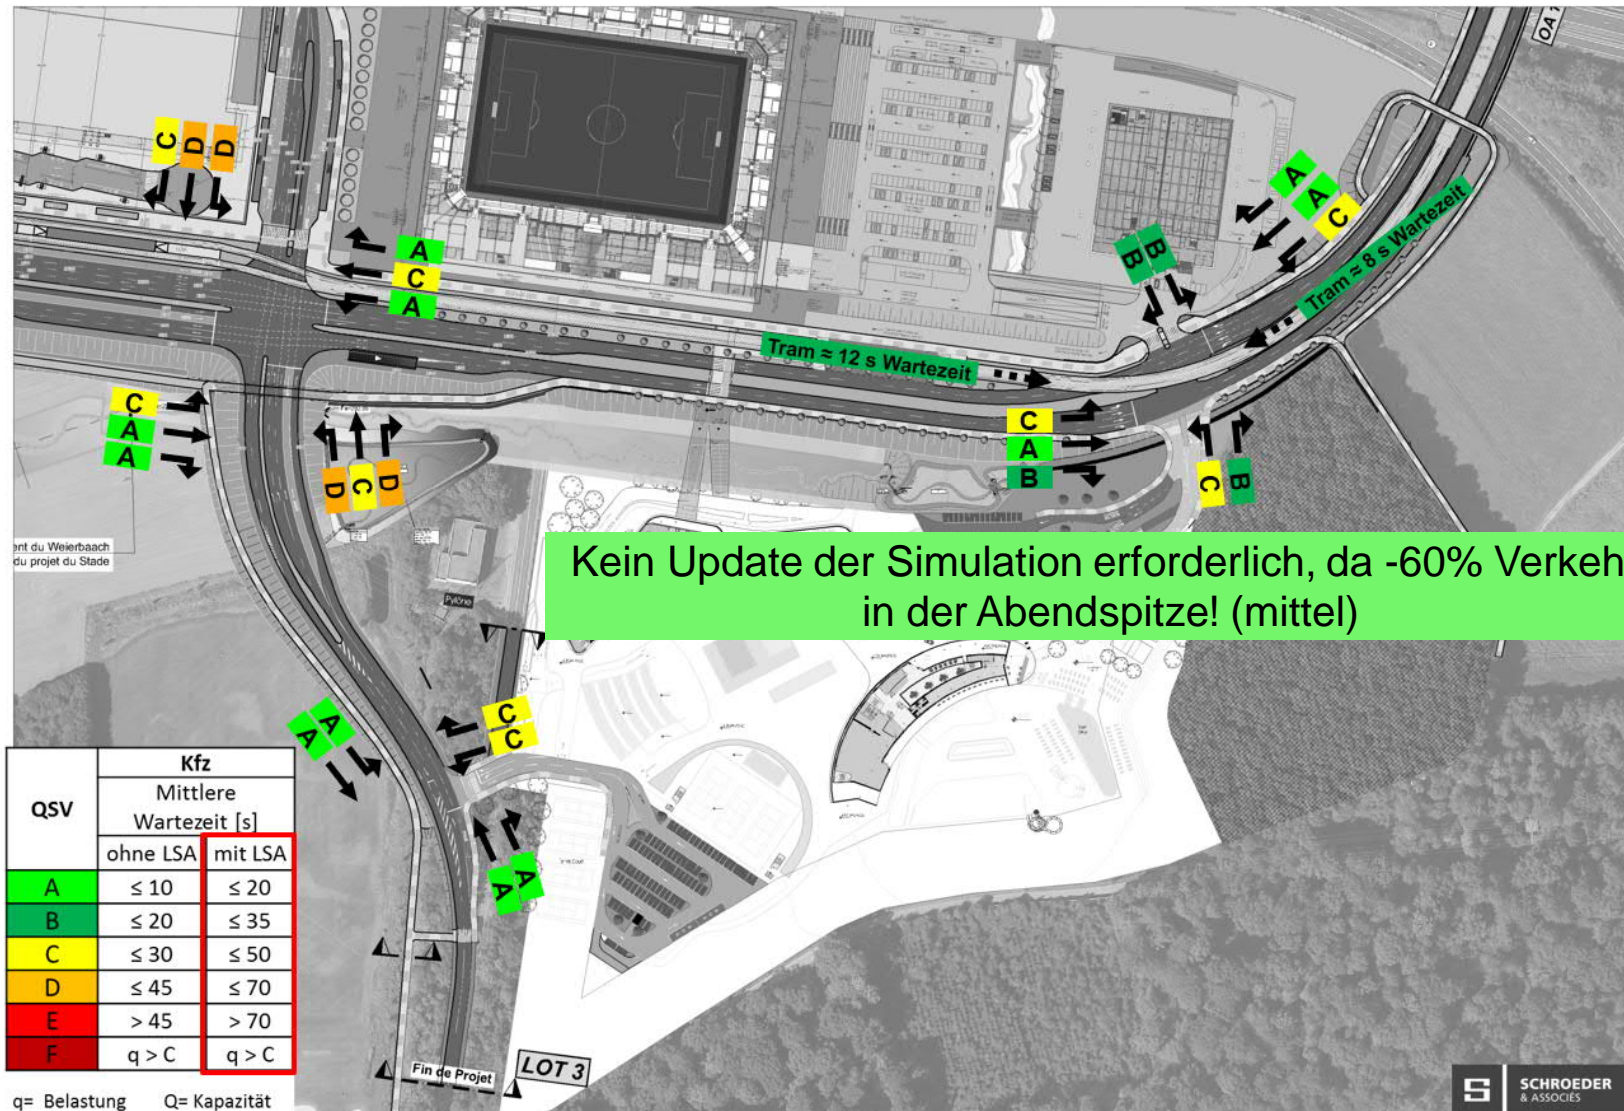 OA 1
C D D
A
C
A
A
A
C
B B
Tram ≈ 8 s Wartezeit
Tram ≈ 12 s Wartezeit
C
A
A
D C D
C
A
B
C B
ent du Weierbaach
du projet du Stade
Kein Update der Simulation erforderlich, da -60% Verkeh
in der Abendspitze! (mittel)
Pylône
A A
C
C
A A
QSV
Kfz
Mittlere
Wartezeit [s]
ohne LSA mit LSA
A ≤ 10 ≤ 20
B ≤ 20 ≤ 35
C ≤ 30 ≤ 50
D ≤ 45 ≤ 70
E > 45 > 70
F q > C q > C
Fin de Projet
LOT 3
q= Belastung Q= Kapazität
S SCHROEDER
& ASSOCIÉS